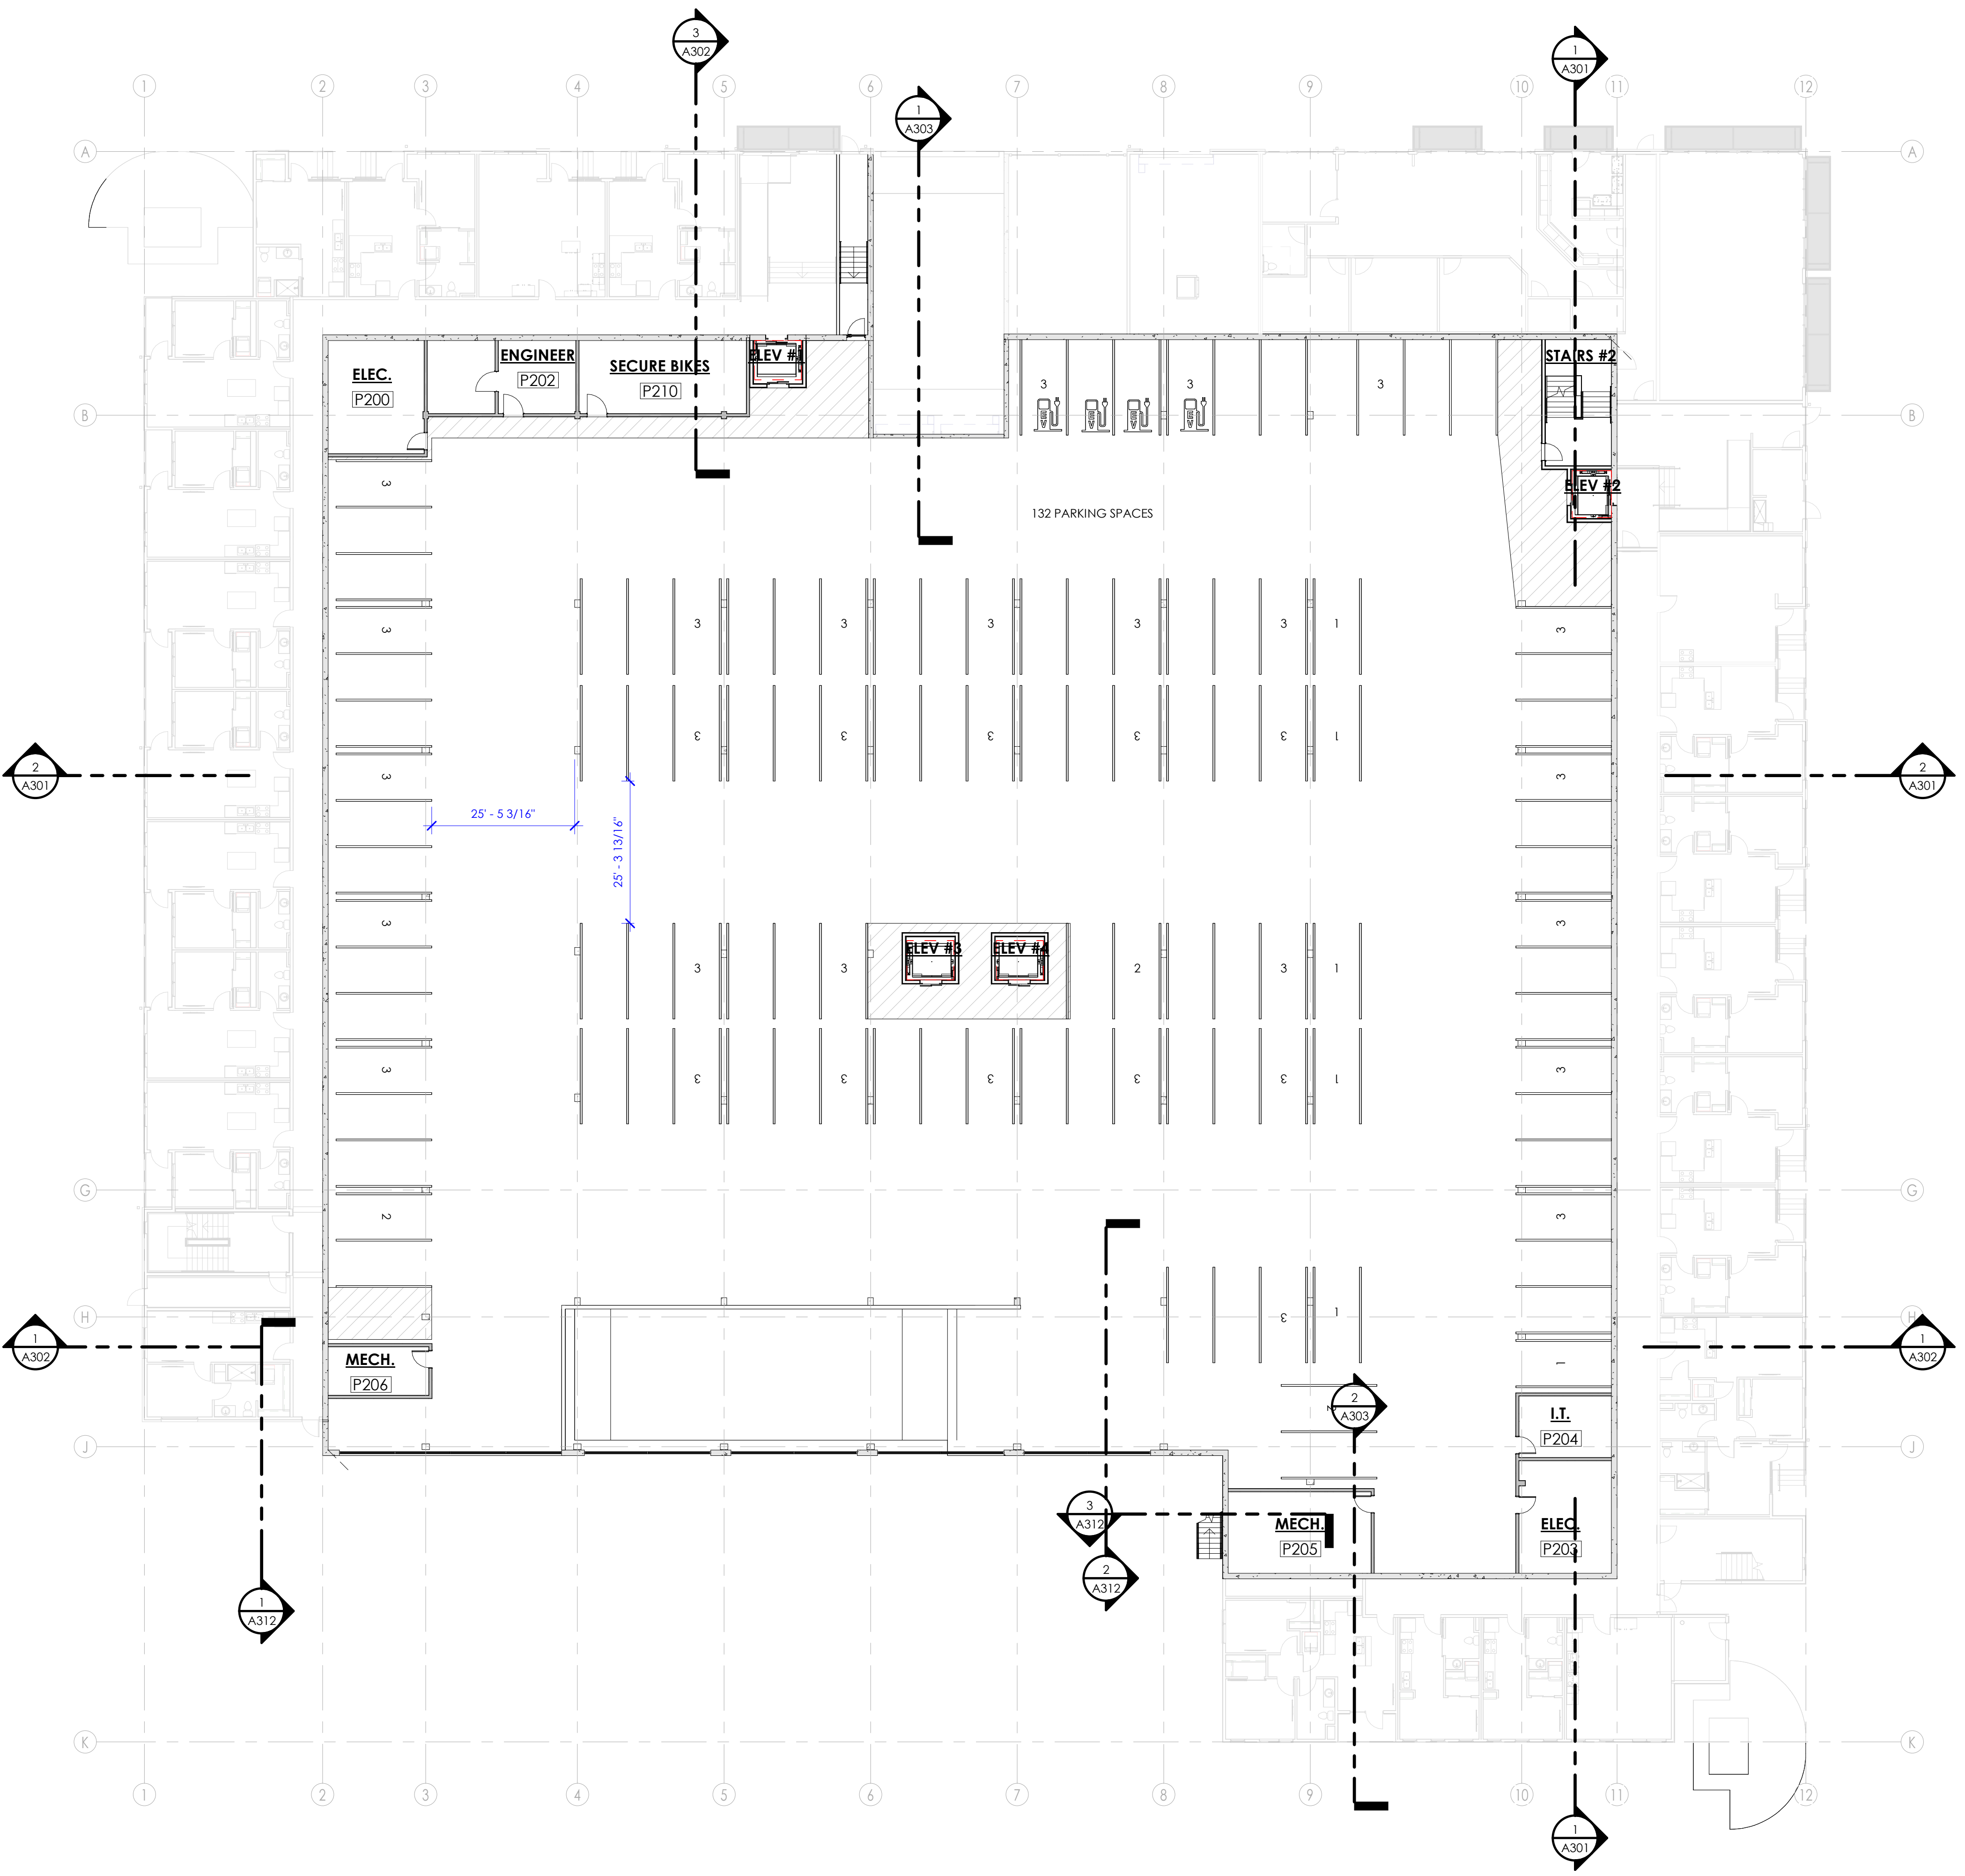 3
A302
1
A301
1
A303
1 2 3 4 5 6 7 8 9 10 11 12
A A
ELEC.
P200
ENGINEER
P202
SECURE BIKES
P210
ELEV #1
STAIRS #2
3 3 3
B B
ELEV #2
132 PARKING SPACES
3
3 3 3 3 3 3 1 3
3 3 3 3 3 1
2
A301
3 3
2
A301
25' - 5 3/16"
25' - 3 13/16"
3 3
ELEV #3
ELEV #4
3 3 2 3 1
3 3 3 3 3 3 1 3
G G
2 3
H H
3 1
1
A302
1
A302
MECH.
P206
1
2
2
A303
I.T.
P204
J J
3
A312
MECH.
P205
ELEC.
P203
2
A312
1
A312
K K
1 2 3 4 5 6 7 8 9 10 11 12
1
A301